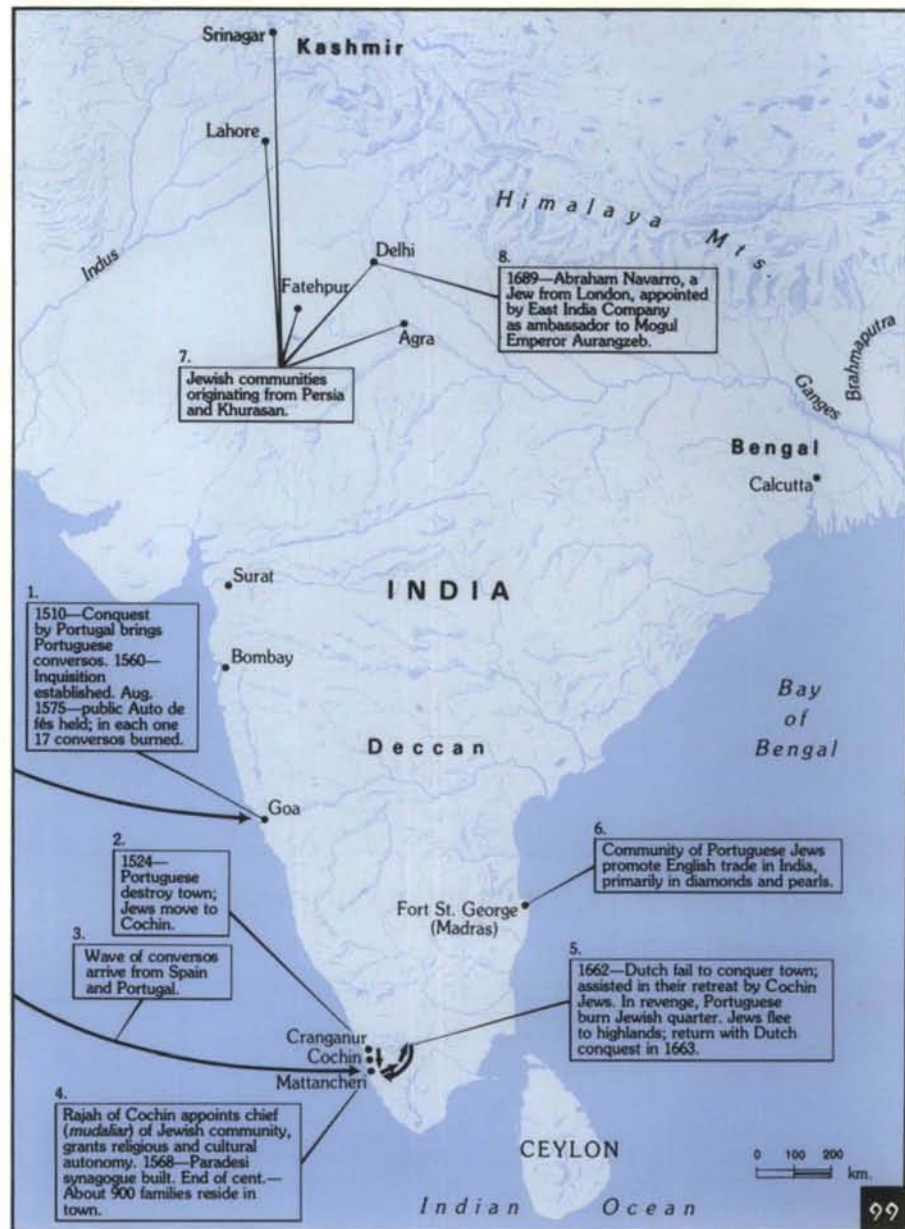 Srinagar
Kashmir
Lahore
Himalaya Mts.
Indus
Delhi
Fatehpur
Agra
8.
1689—Abraham Navarro, a
Jew from London, appointed
by East India Company
as ambassador to Mogul
Emperor Aurangzeb.
7.
Jewish communities
originating from Persia
and Khurasan.
Ganges
Brahmaputra
Bengal
Calcutta
Surat
INDIA
1.
1510—Conquest
by Portugal brings
Portuguese
conversos. 1560—
Inquisition
established. Aug.
1575—public Auto de
fés held; in each one
17 conversos burned.
Bombay
Bay
of
Bengal
Deccan
Goa
2.
1524—
Portuguese
destroy town;
Jews move to
Cochin.
6.
Community of Portuguese Jews
promote English trade in India,
primarily in diamonds and pearls.
Fort St. George
(Madras)
3.
Wave of conversos
arrive from Spain
and Portugal.
5.
1662—Dutch fail to conquer town;
assisted in their retreat by Cochin
Jews. In revenge, Portuguese
burn Jewish quarter. Jews flee
to highlands; return with Dutch
conquest in 1663.
Cranganur
Cochin
Mattancheri
4.
Rajah of Cochin appoints chief
(mudaliar) of Jewish community,
grants religious and cultural
autonomy. 1568—Paradesi
synagogue built. End of cent.—
About 900 families reside in
town.
CEYLON
0 100 200
km.
Indian Ocean
99